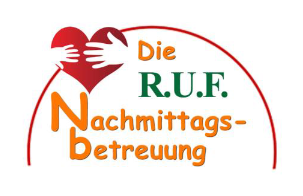 Die
R.U.F.
Nachmittags-
betreuung